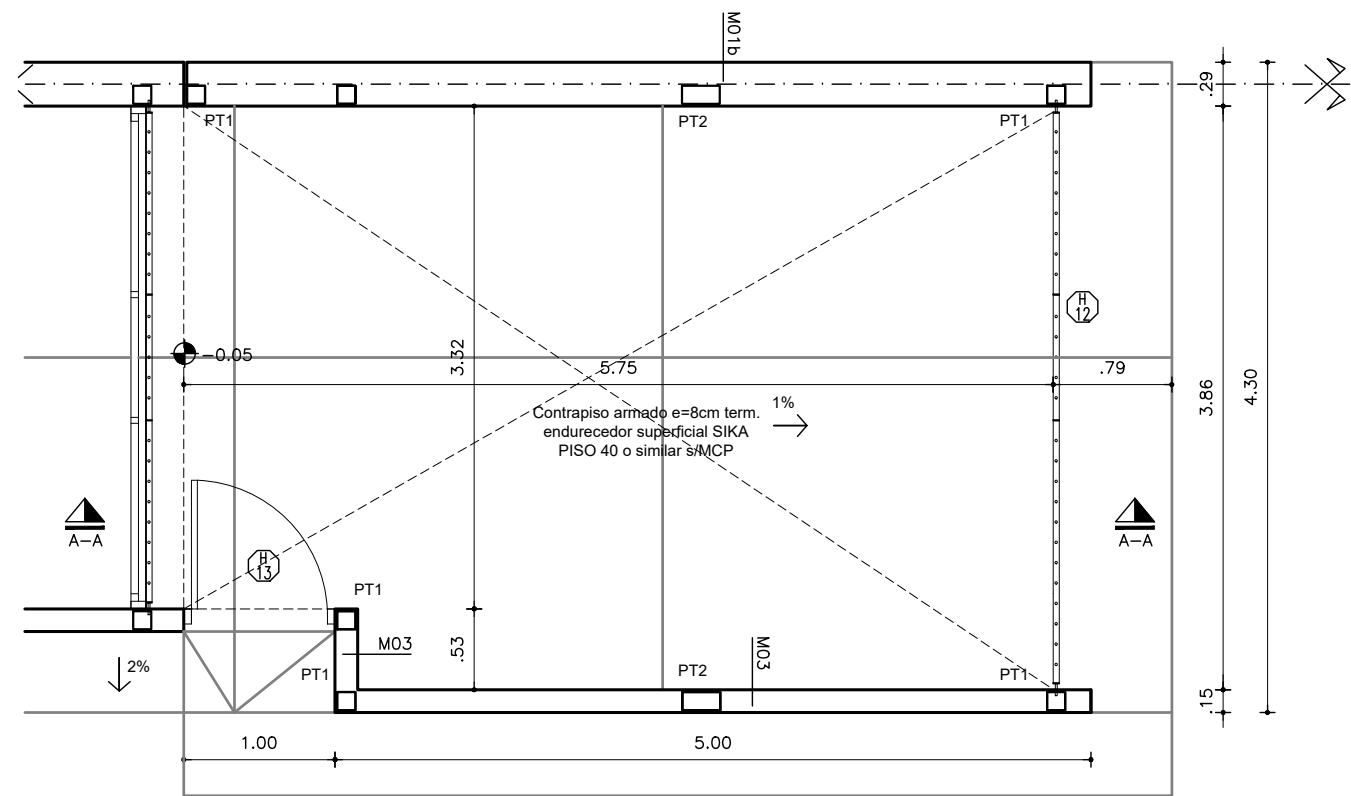 M01b
.29
PT1
PT2
PT1
H
12
-0.05
3.32
5.75
.79
3.86
4.30
Contrapiso armado e=8cm term.
endurecedor superficial SIKA
PISO 40 o similar s/MCP
1%
A-A
A-A
H
13
PT1
M03
.53
2%
PT1
PT2
M03
PT1
.15
1.00
5.00